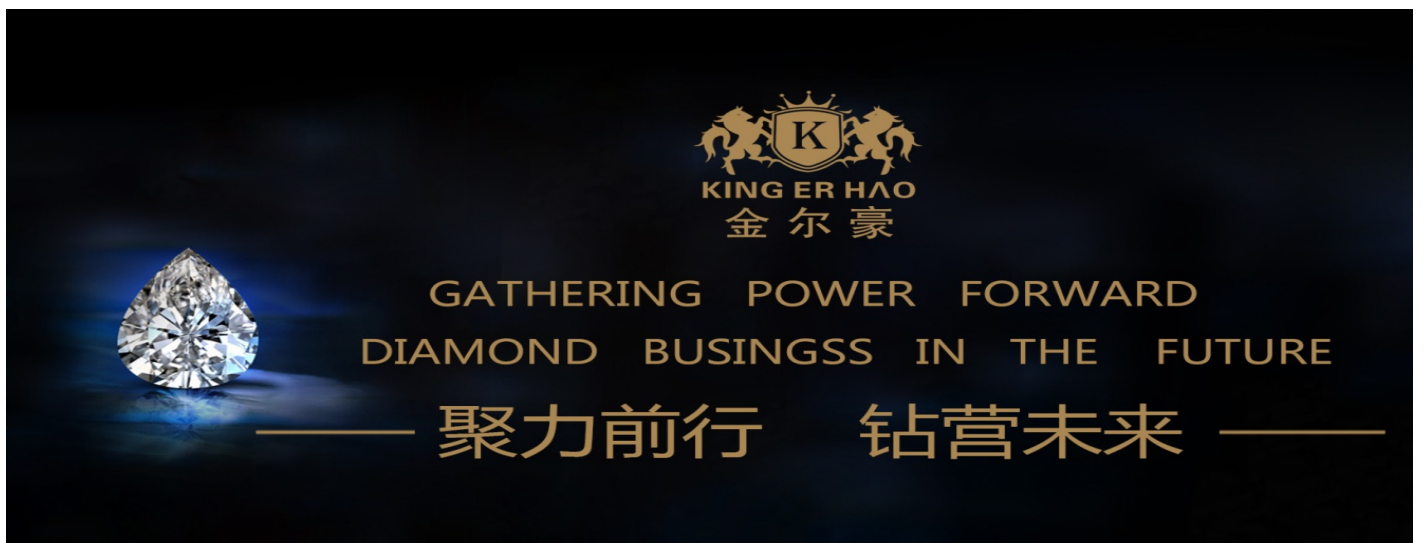 K
KING ER HΛO
金尔豪
GATHERING POWER FORWARD
DIAMOND BUSINGSS IN THE FUTURE
聚力前行 钻营未来